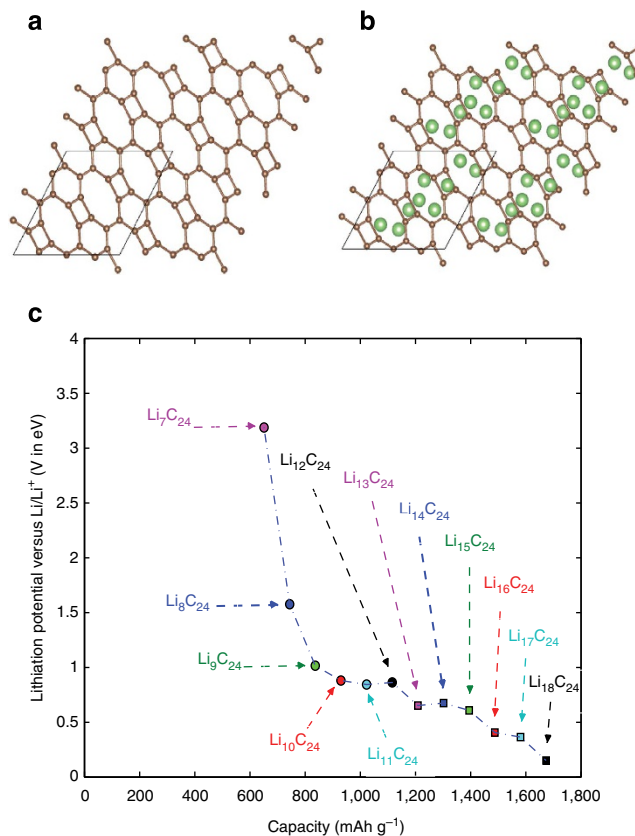 a
b
c
Lithiation potential versus Li/Li⁺ (V in eV)
4
3.5
3
2.5
2
1.5
1
0.5
0
Li₇C₂₄
Li₁₂C₂₄
Li₁₃C₂₄
Li₁₄C₂₄
Li₁₅C₂₄
Li₁₆C₂₄
Li₈C₂₄
Li₁₇C₂₄
Li₉C₂₄
Li₁₈C₂₄
Li₁₀C₂₄
Li₁₁C₂₄
0 200 400 600 800 1,000 1,200 1,400 1,600 1,800
Capacity (mAh g⁻¹)